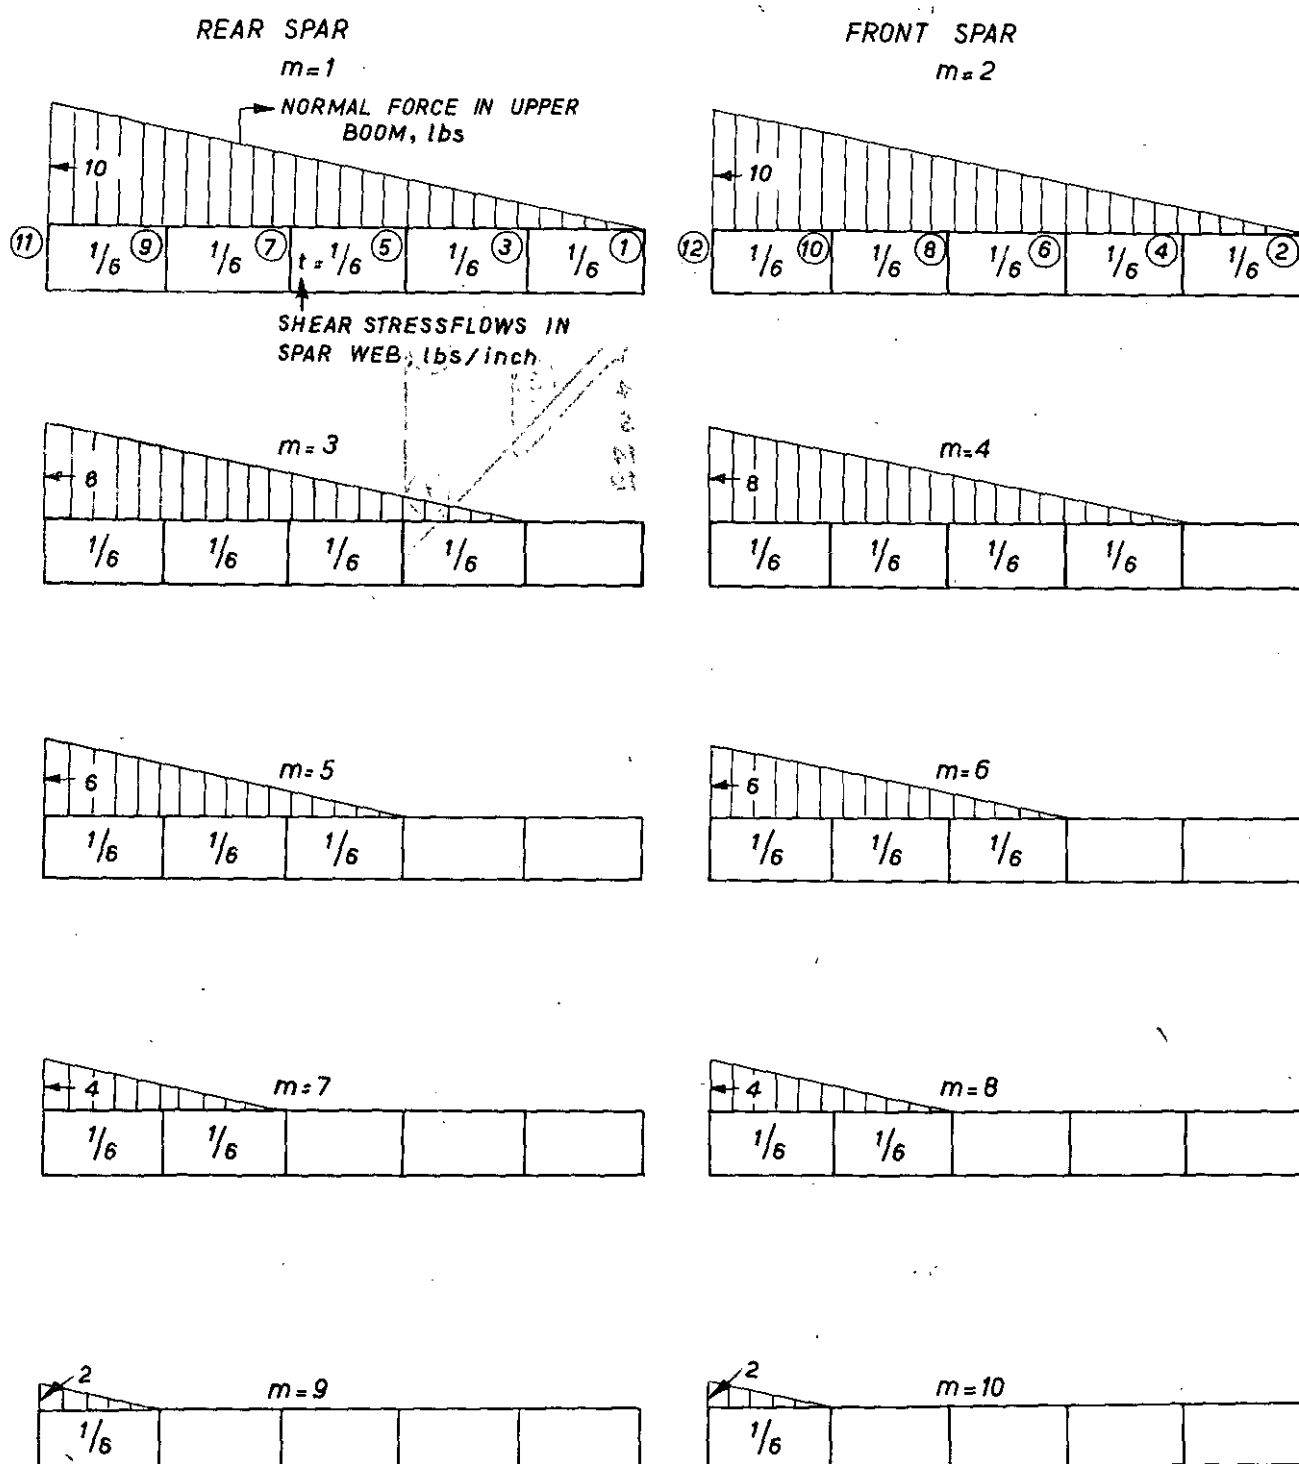 REAR SPAR
m=1
NORMAL FORCE IN UPPER
BOOM, lbs
10
11 1/6 9 1/6 7 t = 1/6 5 1/6 3 1/6 1
SHEAR STRESSFLOWS IN
SPAR WEB, lbs/inch
FRONT SPAR
m=2
10
12 1/6 10 1/6 8 1/6 6 1/6 4 1/6 2
m=3
8
1/6 1/6 1/6 1/6
m=4
8
1/6 1/6 1/6 1/6
m=5
6
1/6 1/6 1/6
m=6
6
1/6 1/6 1/6
m=7
4
1/6 1/6
m=8
4
1/6 1/6
2
m=9
1/6
2
m=10
1/6